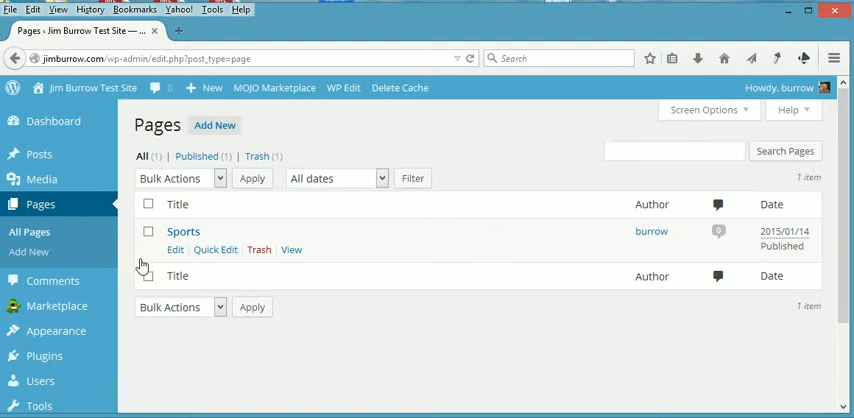 File Edit View History Bookmarks Yahoo! Tools Help
Pages ‹ Jim Burrow Test Site — ...
jimburrow.com/wp-admin/edit.php?post_type=page
Search
Jim Burrow Test Site 0 + New MOJO Marketplace WP Edit Delete Cache Howdy, burrow
Screen Options Help
Dashboard
Posts
Media
Pages
All Pages
Add New
Comments
Marketplace
Appearance
Plugins
Users
Tools
Pages Add New
All (1) | Published (1) | Trash (1)
Search Pages
Bulk Actions Apply All dates Filter 1 item
Title Author Date
Sports burrow 0 2015/01/14
Edit | Quick Edit | Trash | View Published
Title Author Date
Bulk Actions Apply 1 item